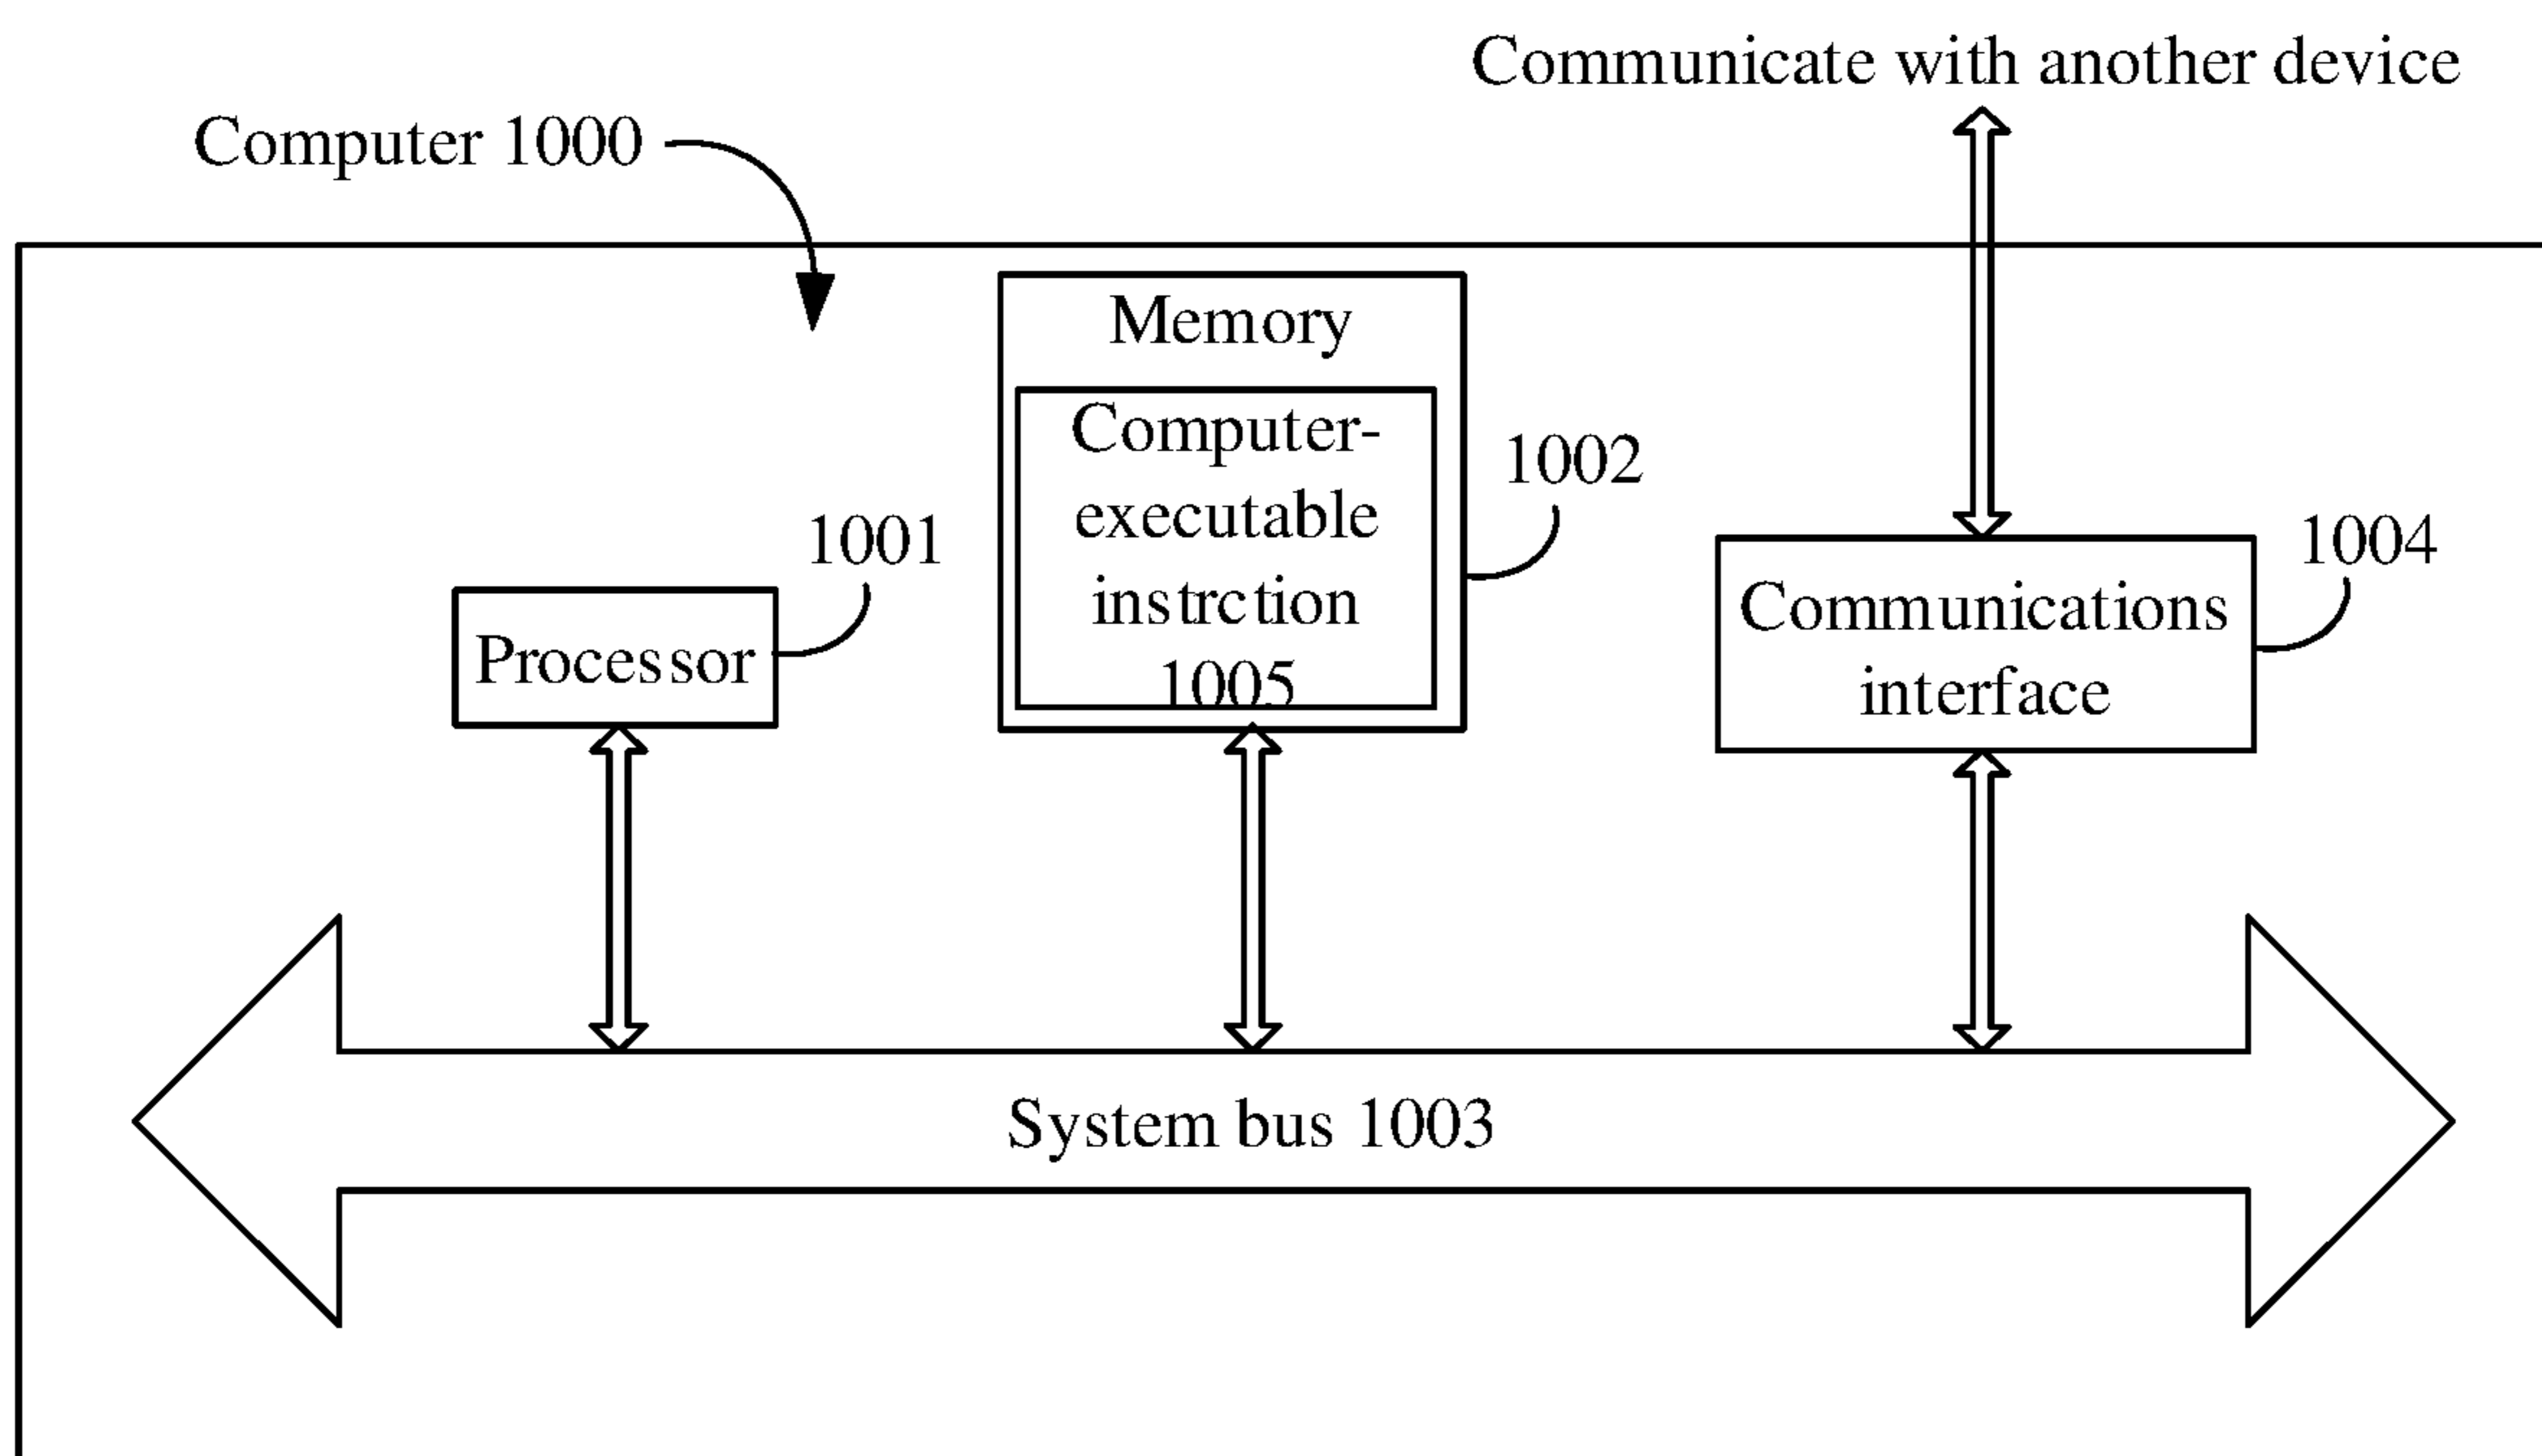 Communicate with another device
Computer 1000
Memory
Computer-
executable
instrction
1005
1002
1001
Processor
1004
Communications
interface
System bus 1003